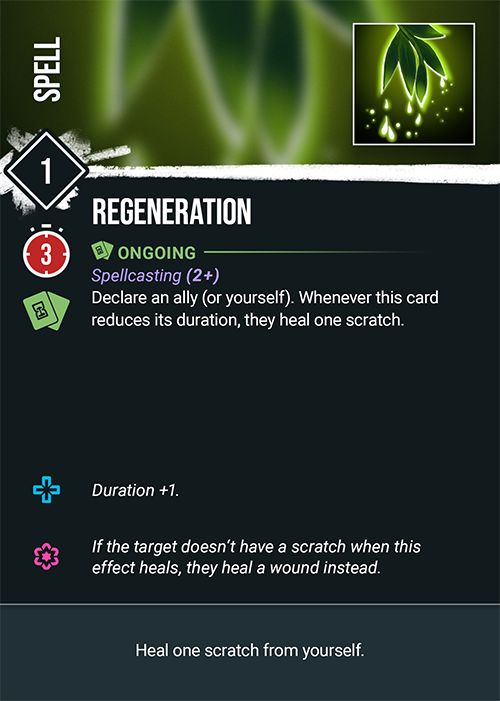 SPELL
1
REGENERATION
3
ONGOING
Spellcasting (2+)
Declare an ally (or yourself). Whenever this card
reduces its duration, they heal one scratch.
Duration +1.
If the target doesn't have a scratch when this
effect heals, they heal a wound instead.
Heal one scratch from yourself.